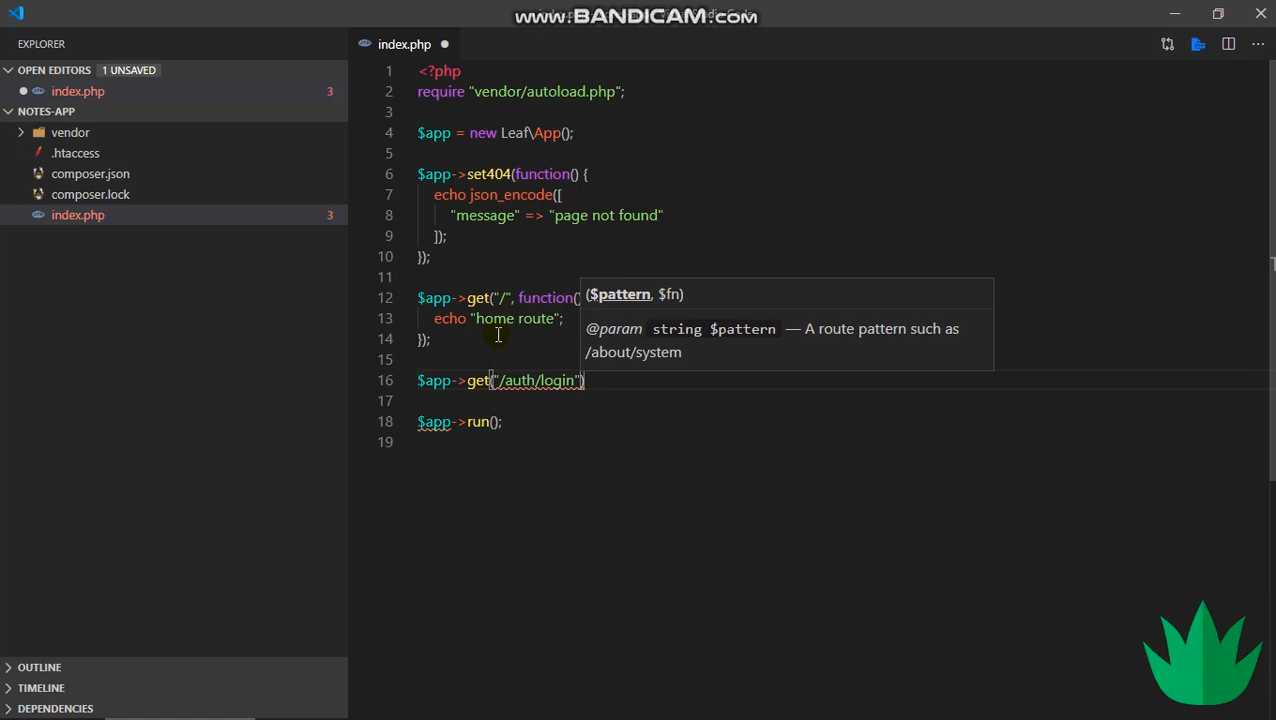 www.BANDICAM.com
EXPLORER
index.php
OPEN EDITORS 1 UNSAVED
index.php 3
NOTES-APP
vendor
.htaccess
composer.json
composer.lock
index.php 3
OUTLINE
TIMELINE
DEPENDENCIES
1 <?php
2 require "vendor/autoload.php";
3
4 $app = new Leaf\App();
5
6 $app->set404(function() {
7 echo json_encode([
8 "message" => "page not found"
9 ]);
10 });
11
12 $app->get("/", function()
13 echo "home route";
14 });
15
16 $app->get("/auth/login")
17
18 $app->run();
19
($pattern, $fn)
@param string $pattern — A route pattern such as
/about/system